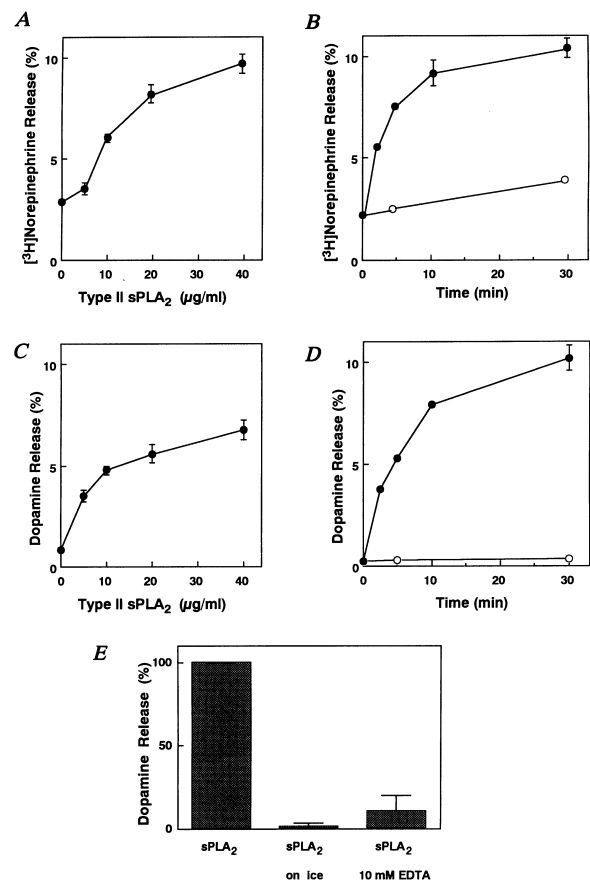 A
[³H]Norepinephrine Release (%)
10
5
0
0 10 20 30 40
Type II sPLA₂ (µg/ml)
B
[³H]Norepinephrine Release (%)
10
5
0
0 10 20 30
Time (min)
C
Dopamine Release (%)
10
5
0
0 10 20 30 40
Type II sPLA₂ (µg/ml)
D
Dopamine Release (%)
10
5
0
0 10 20 30
Time (min)
E
Dopamine Release (%)
100
50
0
sPLA₂ sPLA₂ sPLA₂
on ice 10 mM EDTA